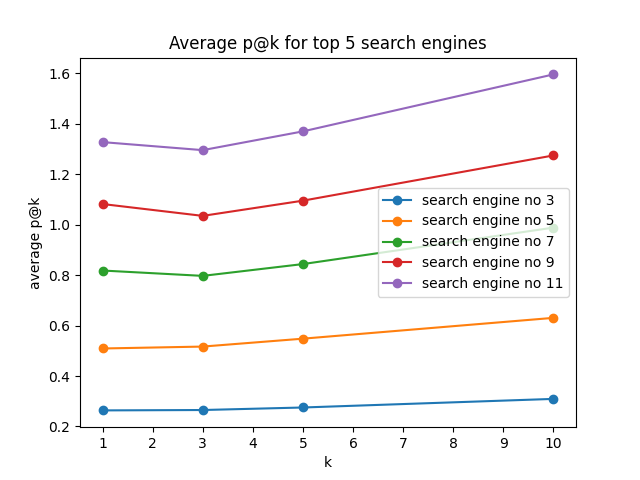 Average p@k for top 5 search engines
average p@k
1.6
1.4
1.2
1.0
0.8
0.6
0.4
0.2
search engine no 3
search engine no 5
search engine no 7
search engine no 9
search engine no 11
1 2 3 4 5 6 7 8 9 10
k